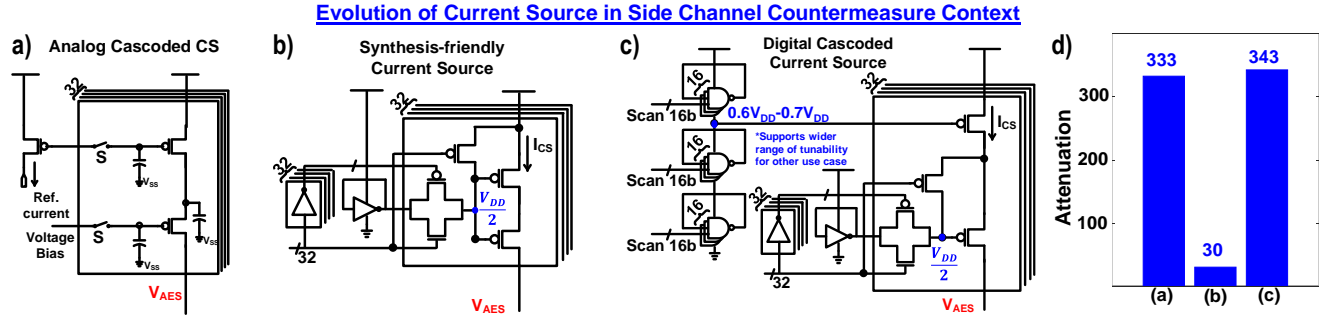 Evolution of Current Source in Side Channel Countermeasure Context
a)
Analog Cascoded CS
32
S
VSS
Ref.
current
Voltage
Bias
S
VSS
VSS
VAES
b)
Synthesis-friendly
Current Source
32
ICS
32
VDD
2
32
VAES
c)
Digital Cascoded
Current Source
16
Scan 16b
0.6VDD-0.7VDD
*Supports wider
range of tunability
for other use case
Scan 16b
16
Scan 16b
32
ICS
32
VDD
2
32
VAES
d)
Attenuation
300
200
100
333
30
343
(a)
(b)
(c)